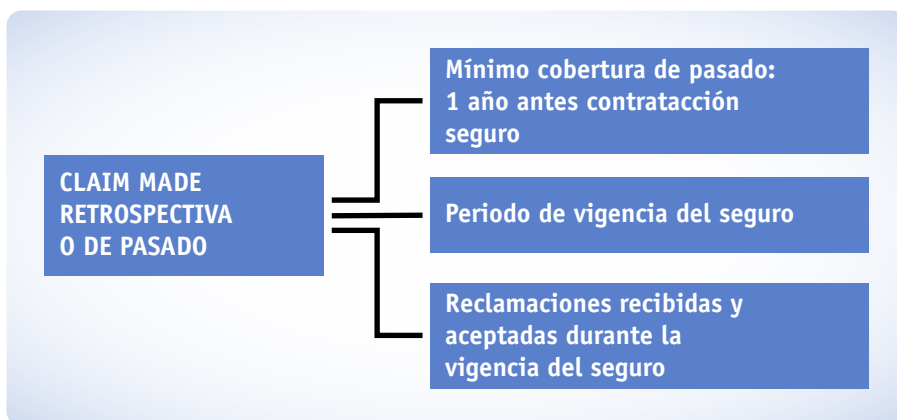 CLAIM MADE
RETROSPECTIVA
O DE PASADO
Mínimo cobertura de pasado:
1 año antes contratacción
seguro
Periodo de vigencia del seguro
Reclamaciones recibidas y
aceptadas durante la
vigencia del seguro